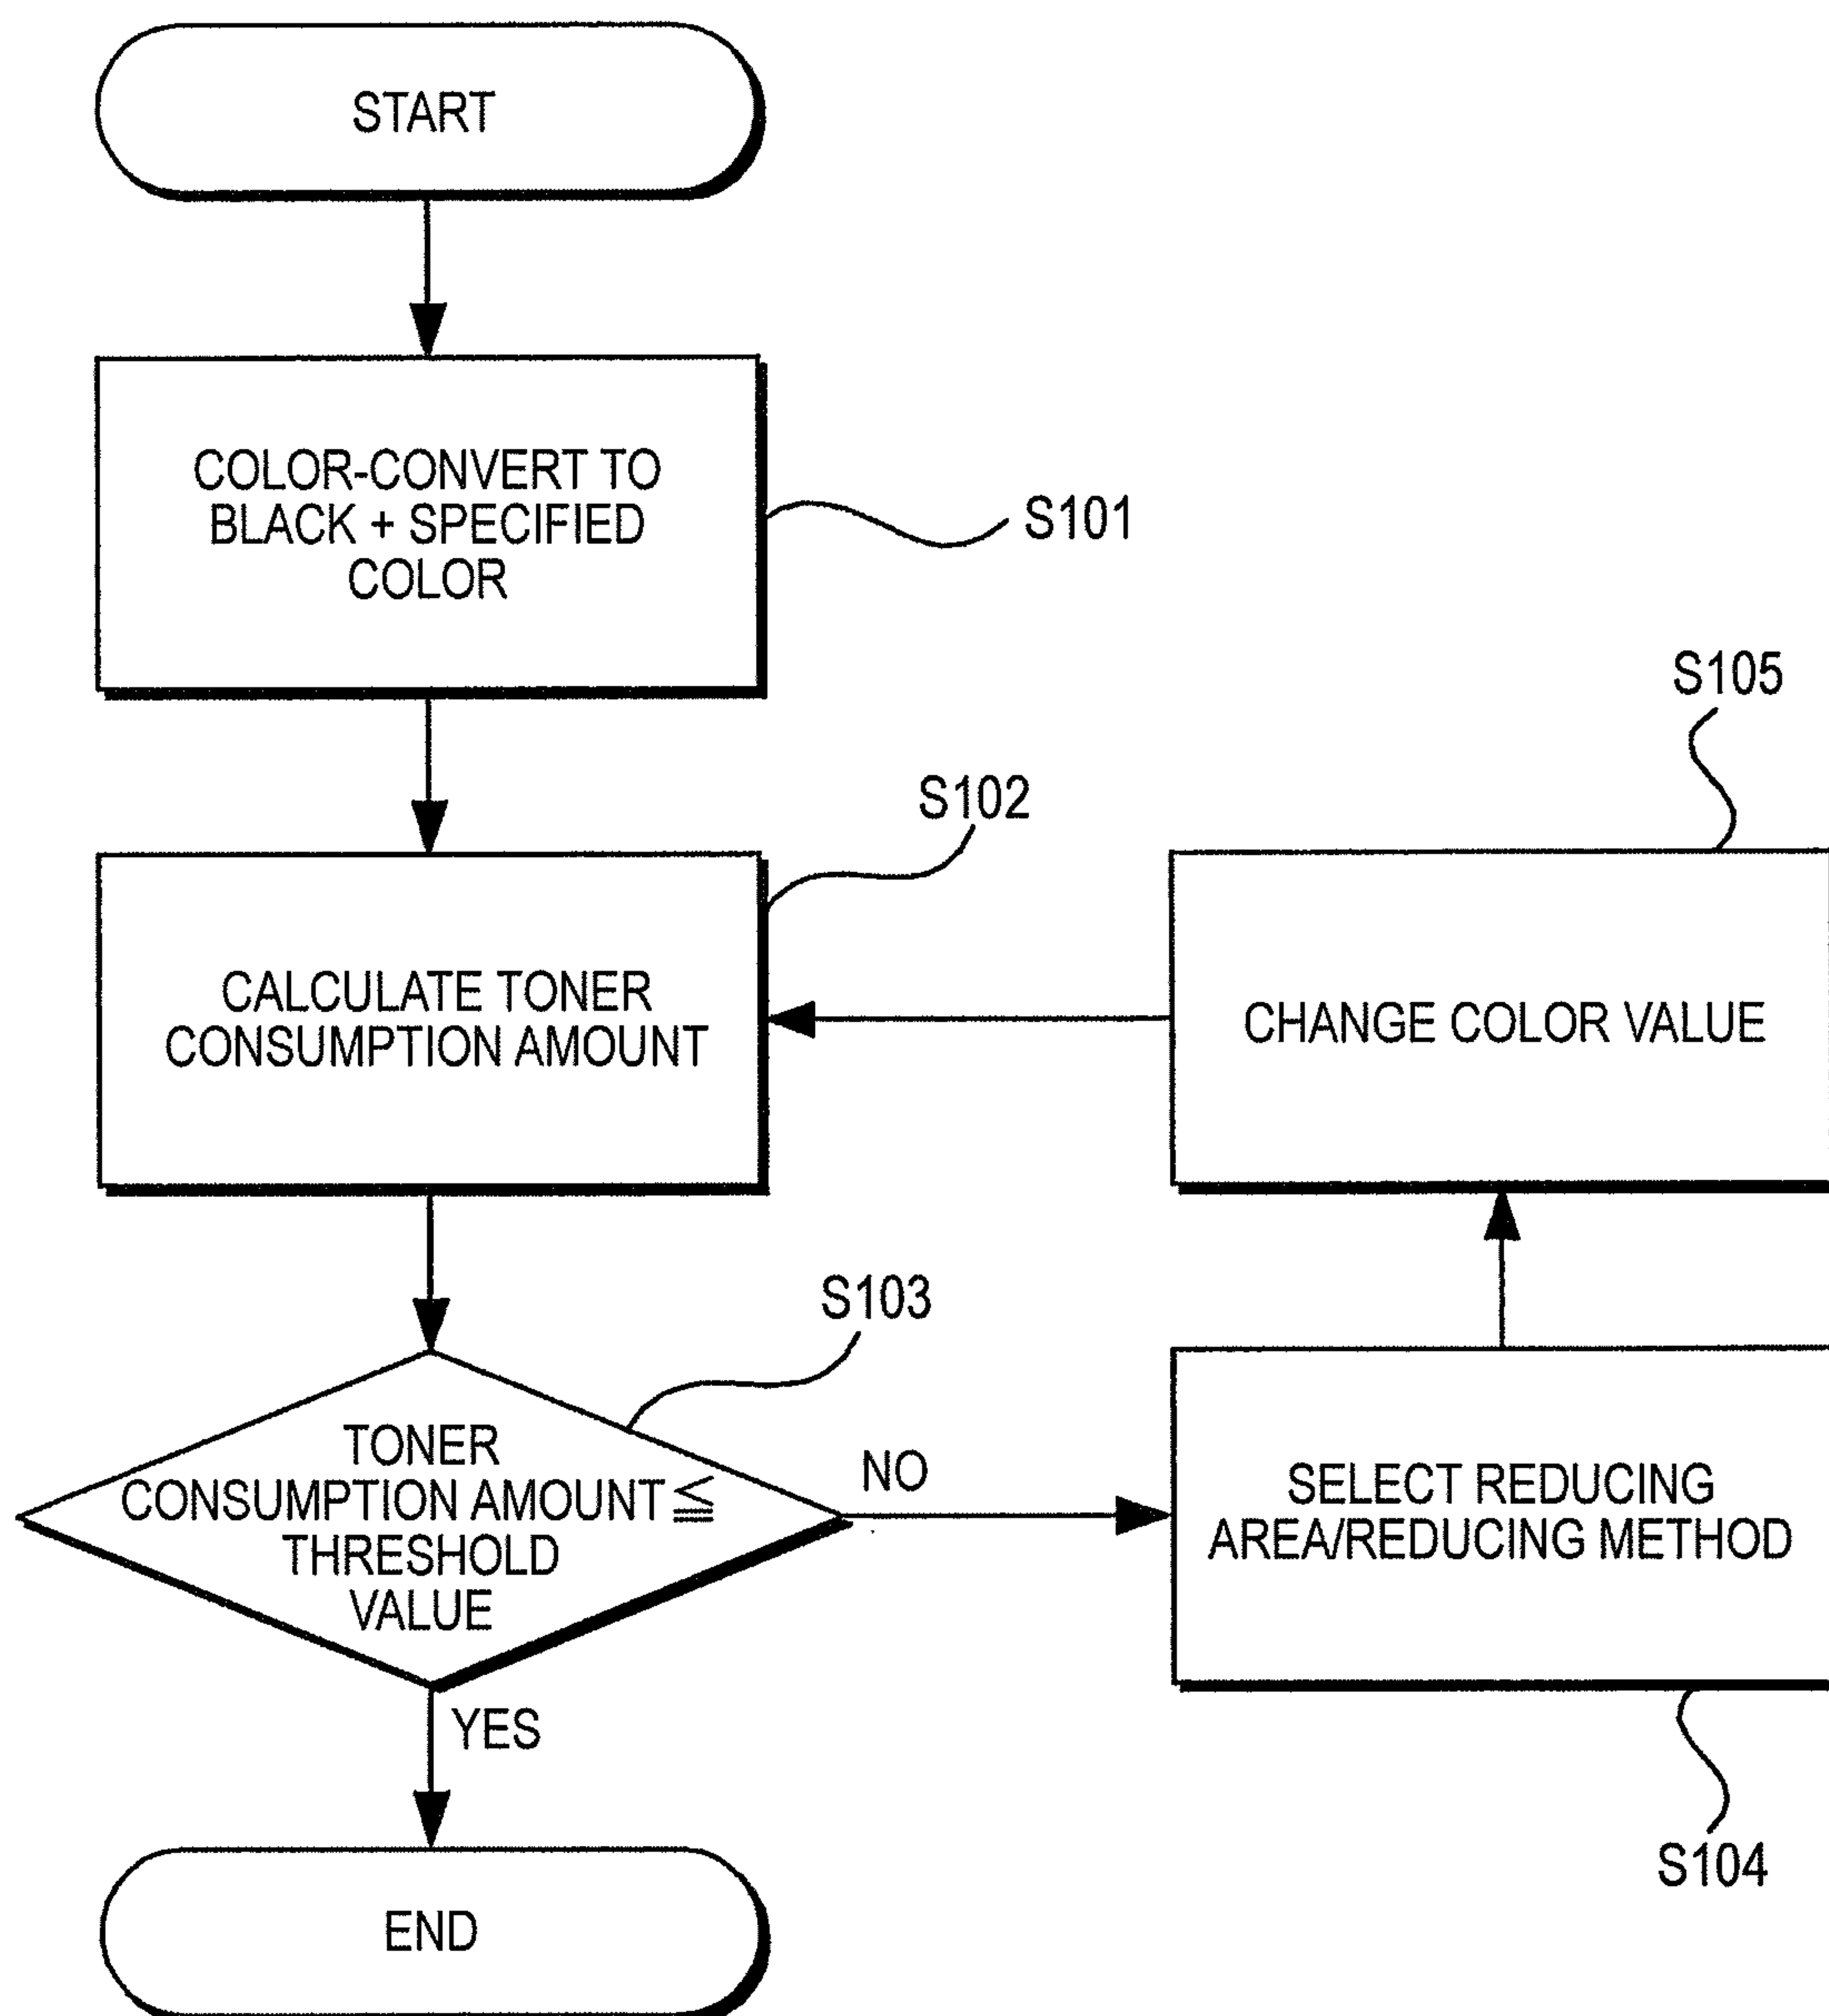 START
COLOR-CONVERT TO
BLACK + SPECIFIED
COLOR
S101
S105
S102
CALCULATE TONER
CONSUMPTION AMOUNT
CHANGE COLOR VALUE
S103
TONER
CONSUMPTION AMOUNT ≦
THRESHOLD
VALUE
NO
SELECT REDUCING
AREA/REDUCING METHOD
YES
S104
END